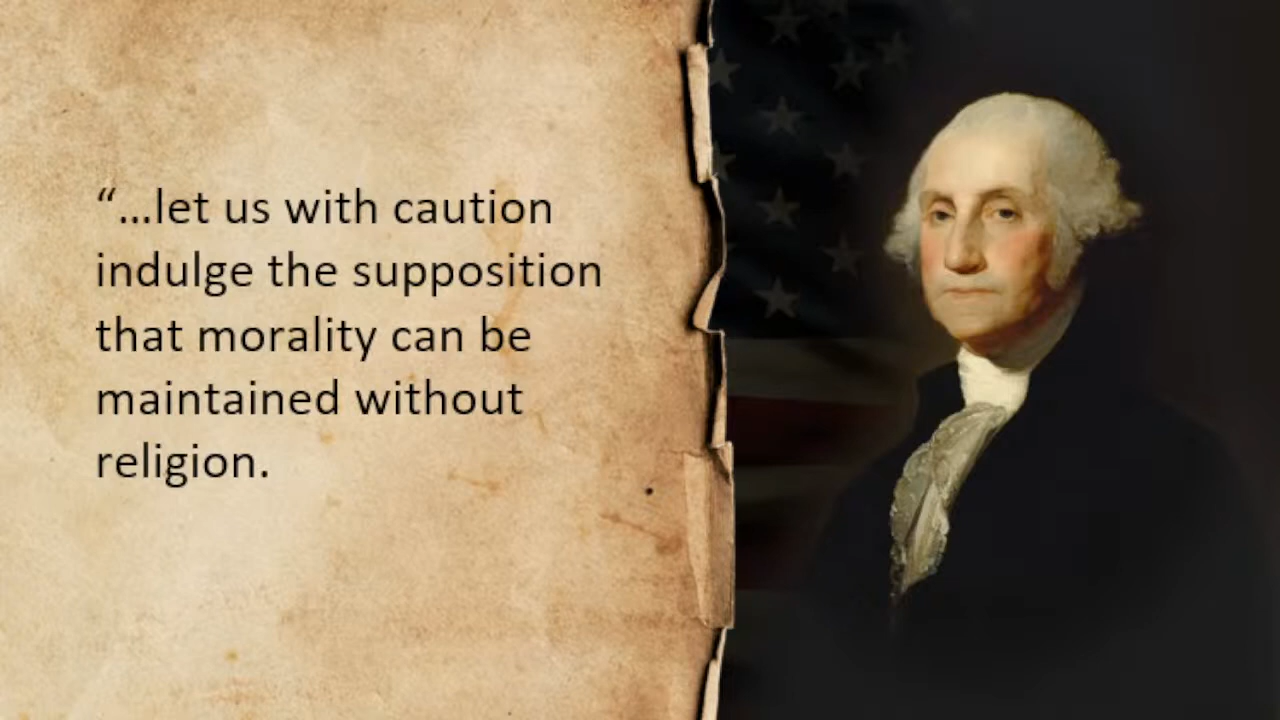 “...let us with caution
indulge the supposition
that morality can be
maintained without
religion.